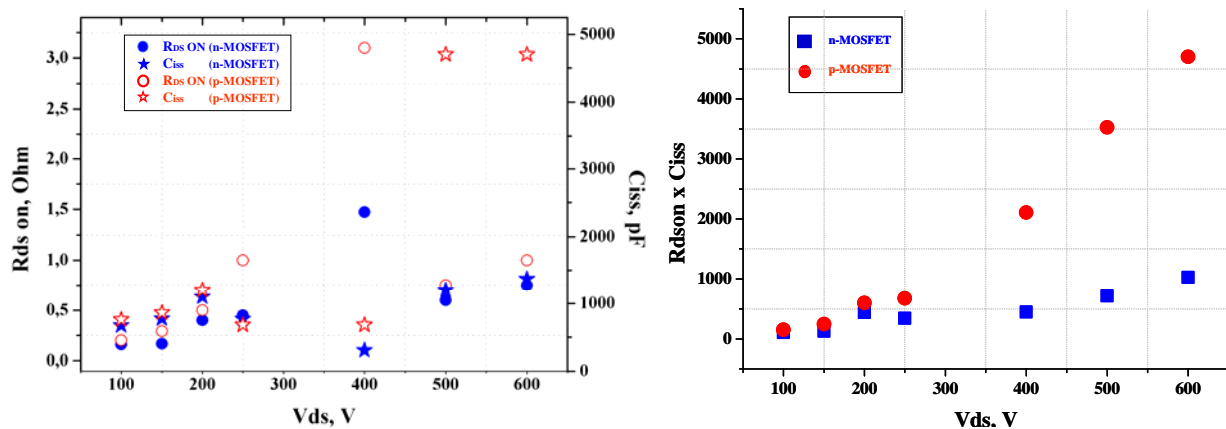 RDS ON (n-MOSFET)
Ciss (n-MOSFET)
RDS ON (p-MOSFET)
Ciss (p-MOSFET)
3,0
2,5
2,0
1,5
1,0
0,5
0,0
Rds on, Ohm
5000
4000
3000
2000
1000
0
Ciss, pF
100 200 300 400 500 600
Vds, V
n-MOSFET
p-MOSFET
5000
4000
3000
2000
1000
0
Rdson x Ciss
100 200 300 400 500 600
Vds, V